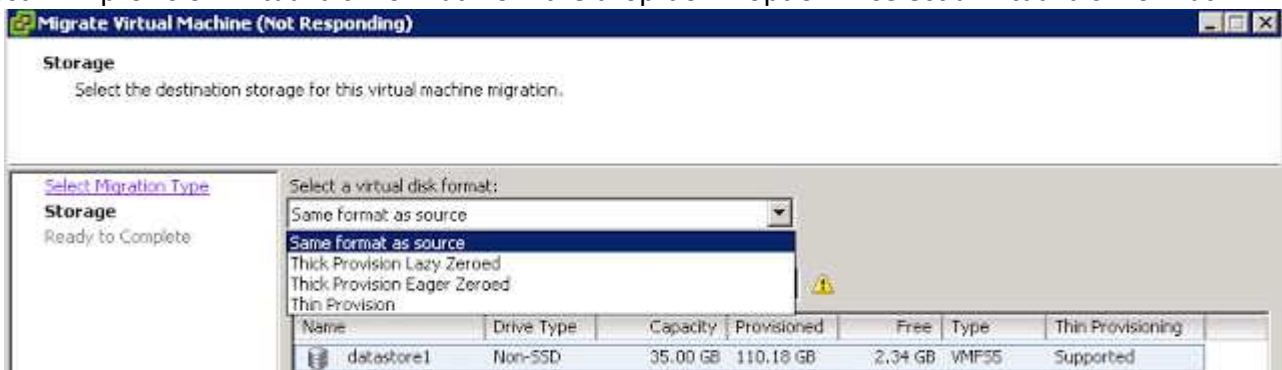 Migrate Virtual Machine (Not Responding)
Storage
Select the destination storage for this virtual machine migration.
Select Migration Type
Select a virtual disk format:
Storage
Same format as source
Ready to Complete
Same format as source
Thick Provision Lazy Zeroed
Thick Provision Eager Zeroed
Thin Provision
Name Drive Type Capacity Provisioned Free Type Thin Provisioning
datastore1 Non-SSD 35.00 GB 110.18 GB 2.34 GB VMFS5 Supported